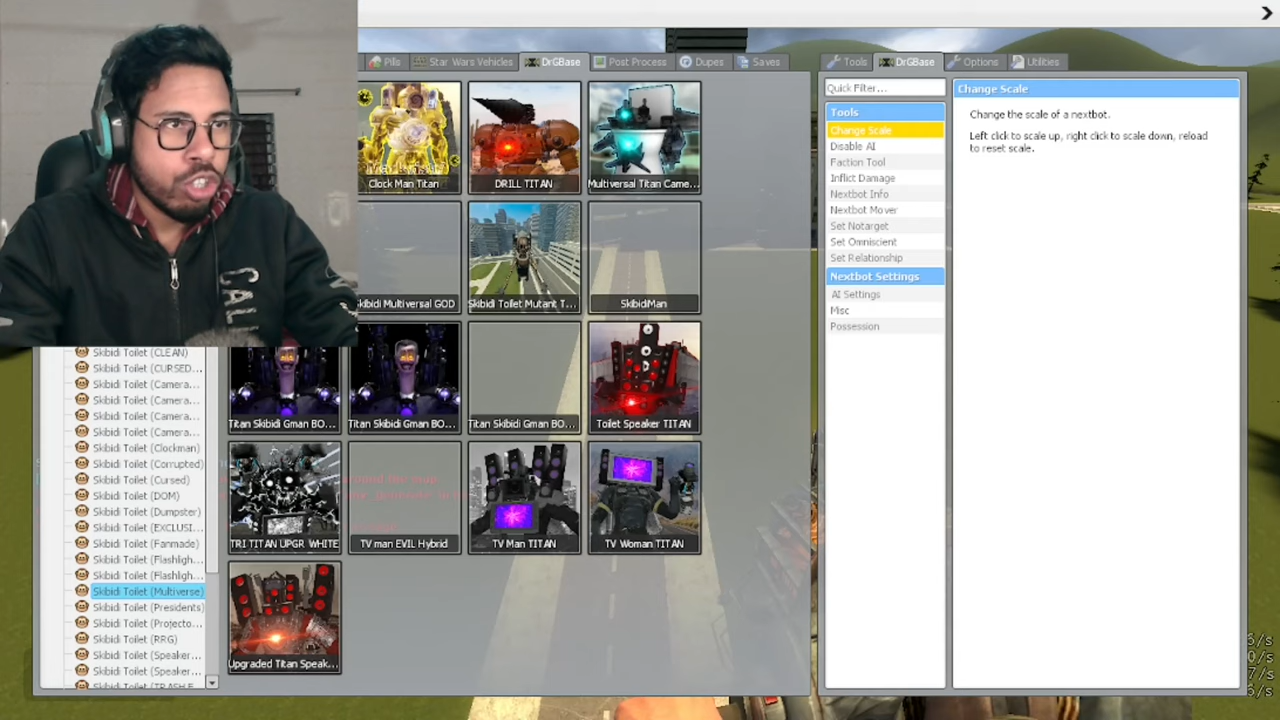 Pills
Star Wars Vehicles
DrGBase
Post Process
Dupes
Saves
Tools
DrGBase
Options
Utilities
Quick Filter...
Tools
Change Scale
Disable AI
Faction Tool
Inflict Damage
Nextbot Info
Nextbot Mover
Set Notarget
Set Omniscient
Set Relationship
Nextbot Settings
AI Settings
Misc
Possession
Change Scale
Change the scale of a nextbot.
Left click to scale up, right click to scale down, reload
to reset scale.
Clock Man Titan
DRILL TITAN
Multiversal Titan Came...
Skibidi Multiversal GOD
Skibidi Toilet Mutant T...
SkibidMan
Titan Skibidi Gman BO...
Titan Skibidi Gman BO...
Titan Skibidi Gman BO...
Toilet Speaker TITAN
TRI TITAN UPGR WHITE
TV man EVIL Hybrid
TV Man TITAN
TV Woman TITAN
Upgraded Titan Speak...
Skibidi Toilet (CLEAN)
Skibidi Toilet (CURSED...
Skibidi Toilet (Camera...
Skibidi Toilet (Camera...
Skibidi Toilet (Camera...
Skibidi Toilet (Camera...
Skibidi Toilet (Clockman)
Skibidi Toilet (Corrupted)
Skibidi Toilet (Cursed)
Skibidi Toilet (DOM)
Skibidi Toilet (Dumpster)
Skibidi Toilet (EXCLUSI...
Skibidi Toilet (Fanmade)
Skibidi Toilet (Flashligh...
Skibidi Toilet (Flashligh...
Skibidi Toilet (Multiverse)
Skibidi Toilet (Presidents)
Skibidi Toilet (Projecto...
Skibidi Toilet (RRG)
Skibidi Toilet (Speaker...
Skibidi Toilet (Speaker...
around the map
CALI